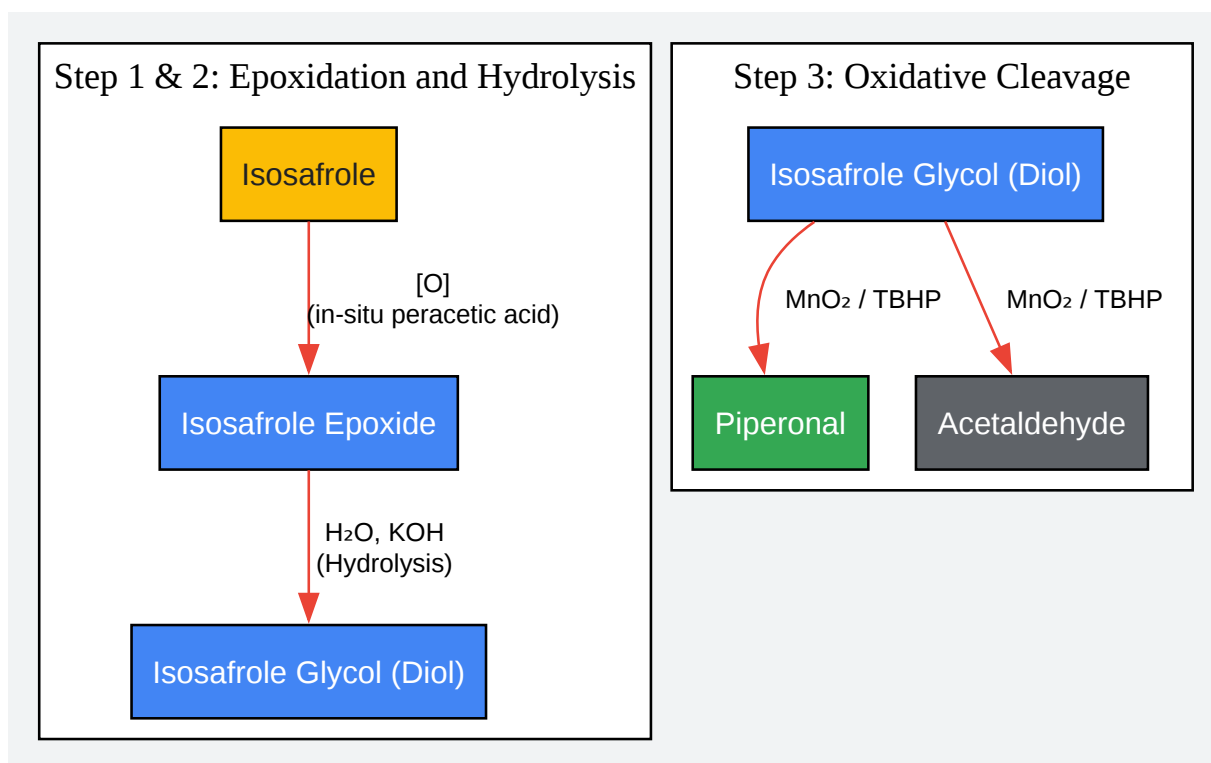 Step 1 & 2: Epoxidation and Hydrolysis
Isosafrole
[O]
(in-situ peracetic acid)
Isosafrole Epoxide
H₂O, KOH
(Hydrolysis)
Isosafrole Glycol (Diol)
Step 3: Oxidative Cleavage
Isosafrole Glycol (Diol)
MnO₂ / TBHP
MnO₂ / TBHP
Piperonal
Acetaldehyde